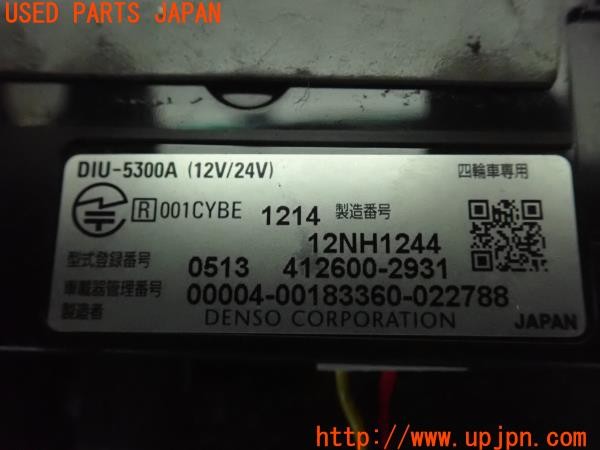 USED PARTS JAPAN
DIU-5300A (12V/24V)
四輪車専用
R 001CYBE 1214 製造番号
12NH1244
型式登録番号 0513 412600-2931
車載器管理番号 00004-00183360-022788
製造者 DENSO CORPORATION JAPAN
http://www.upjpn.com